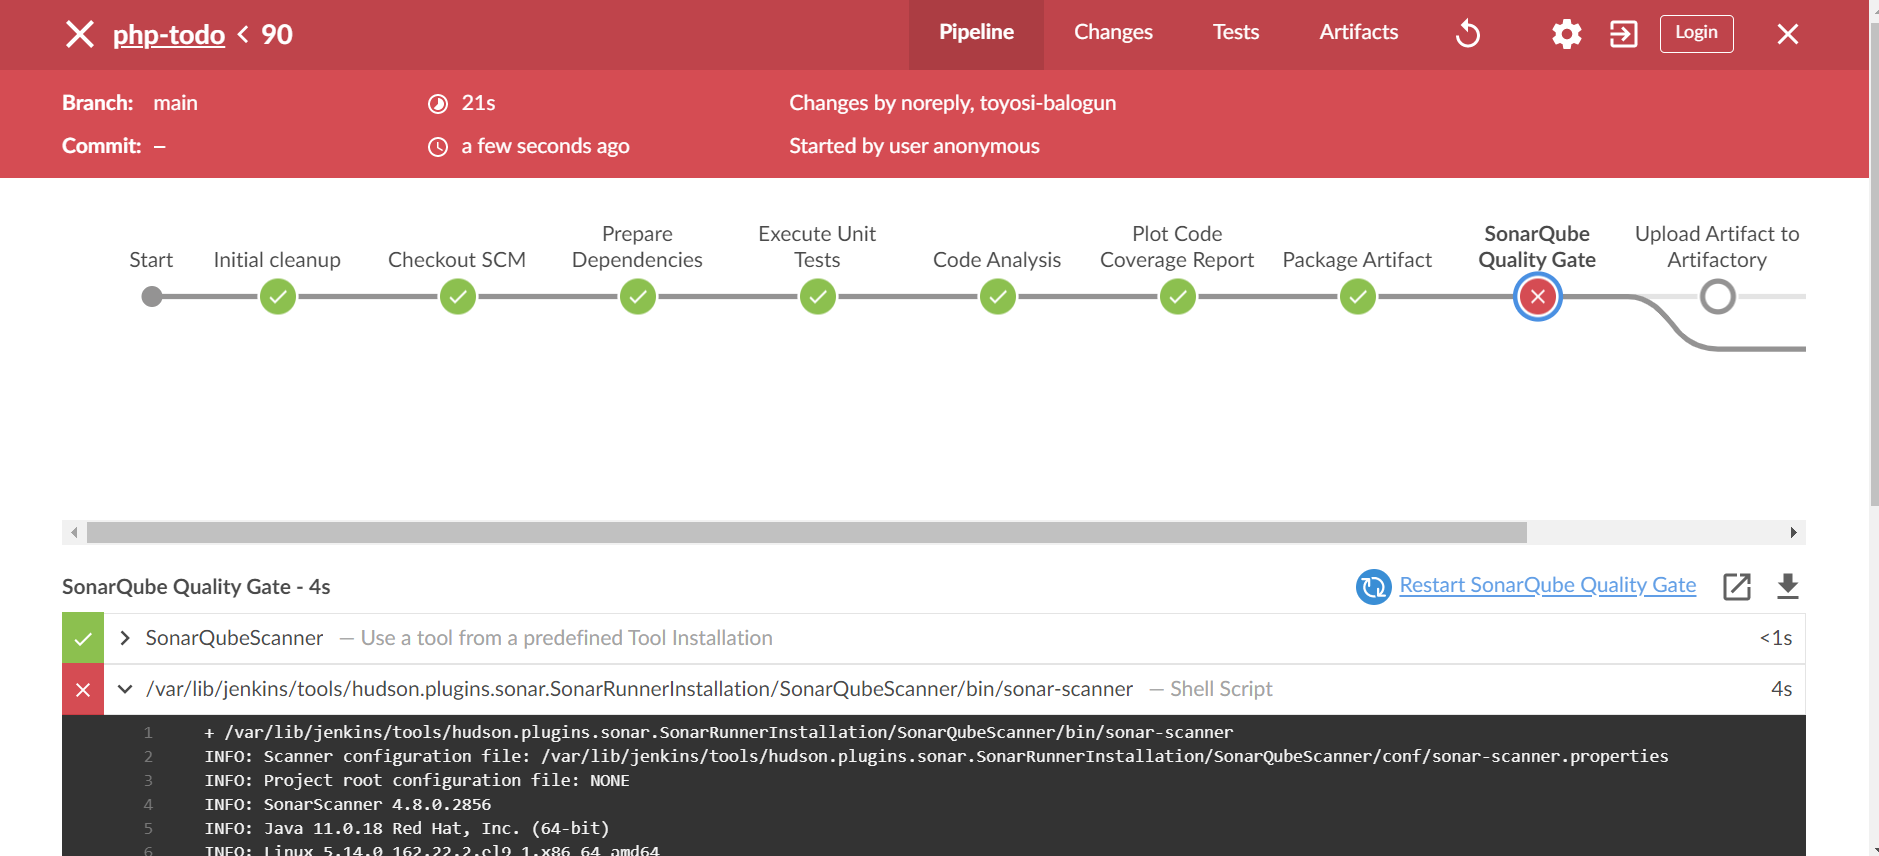 php-todo < 90
Pipeline
Changes
Tests
Artifacts
Login
Branch: main
21s
Changes by noreply, toyosi-balogun
Commit: –
a few seconds ago
Started by user anonymous
Start
Initial cleanup
Checkout SCM
Prepare
Dependencies
Execute Unit
Tests
Code Analysis
Plot Code
Coverage Report
Package Artifact
SonarQube
Quality Gate
Upload Artifact to
Artifactory
SonarQube Quality Gate - 4s
Restart SonarQube Quality Gate
SonarQubeScanner — Use a tool from a predefined Tool Installation <1s
/var/lib/jenkins/tools/hudson.plugins.sonar.SonarRunnerInstallation/SonarQubeScanner/bin/sonar-scanner — Shell Script 4s
1 + /var/lib/jenkins/tools/hudson.plugins.sonar.SonarRunnerInstallation/SonarQubeScanner/bin/sonar-scanner
2 INFO: Scanner configuration file: /var/lib/jenkins/tools/hudson.plugins.sonar.SonarRunnerInstallation/SonarQubeScanner/conf/sonar-scanner.properties
3 INFO: Project root configuration file: NONE
4 INFO: SonarScanner 4.8.0.2856
5 INFO: Java 11.0.18 Red Hat, Inc. (64-bit)
6 INFO: Linux 5.14.0-162.22.2.el9_1.x86_64 amd64